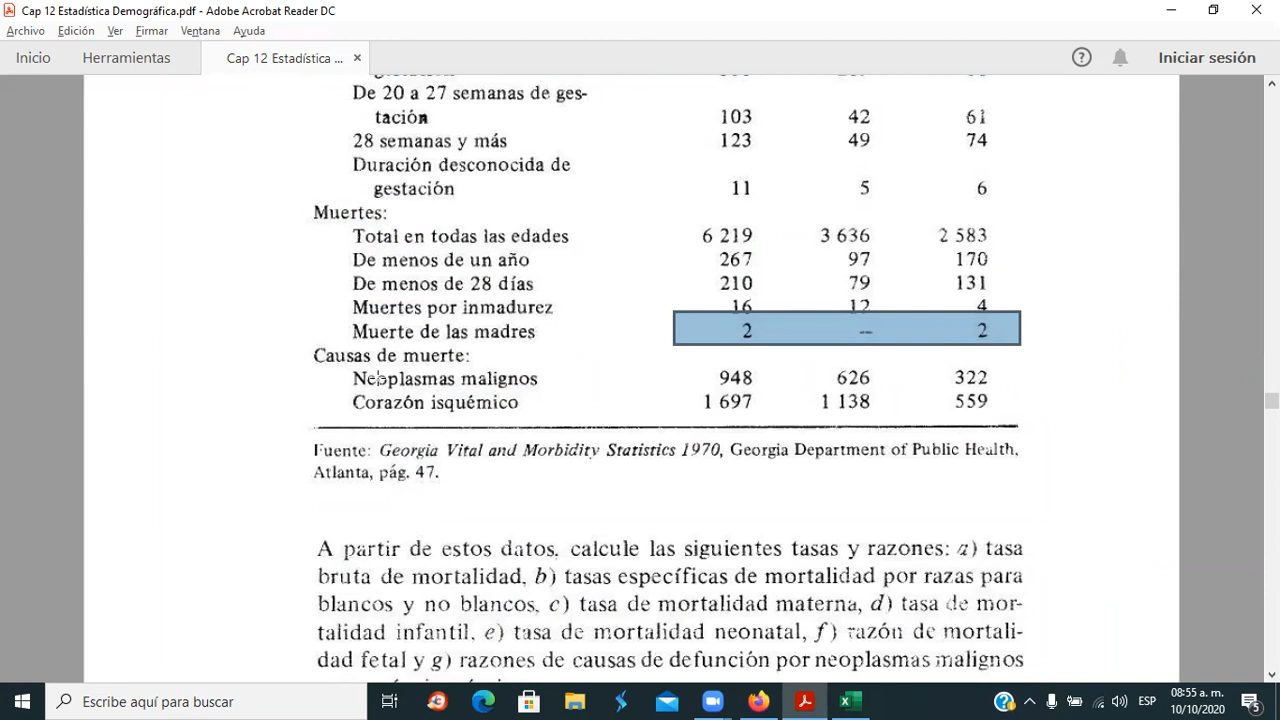 Cap 12 Estadística Demográfica.pdf - Adobe Acrobat Reader DC
Archivo Edición Ver Firmar Ventana Ayuda
Inicio Herramientas Cap 12 Estadística ... × Iniciar sesión
De 20 a 27 semanas de ges-
tación 103 42 61
28 semanas y más 123 49 74
Duración desconocida de
gestación 11 5 6
Muertes:
Total en todas las edades 6 219 3 636 2 583
De menos de un año 267 97 170
De menos de 28 días 210 79 131
Muertes por inmadurez 16 12 4
Muerte de las madres 2 -- 2
Causas de muerte:
Neoplasmas malignos 948 626 322
Corazón isquémico 1 697 1 138 559
Fuente: Georgia Vital and Morbidity Statistics 1970, Georgia Department of Public Health,
Atlanta, pág. 47.
A partir de estos datos, calcule las siguientes tasas y razones: a) tasa
bruta de mortalidad, b) tasas específicas de mortalidad por razas para
blancos y no blancos, c) tasa de mortalidad materna, d) tasa de mor-
talidad infantil, e) tasa de mortalidad neonatal, f) razón de mortali-
dad fetal y g) razones de causas de defunción por neoplasmas malignos
Escribe aquí para buscar
ESP
08:55 a. m.
10/10/2020
5